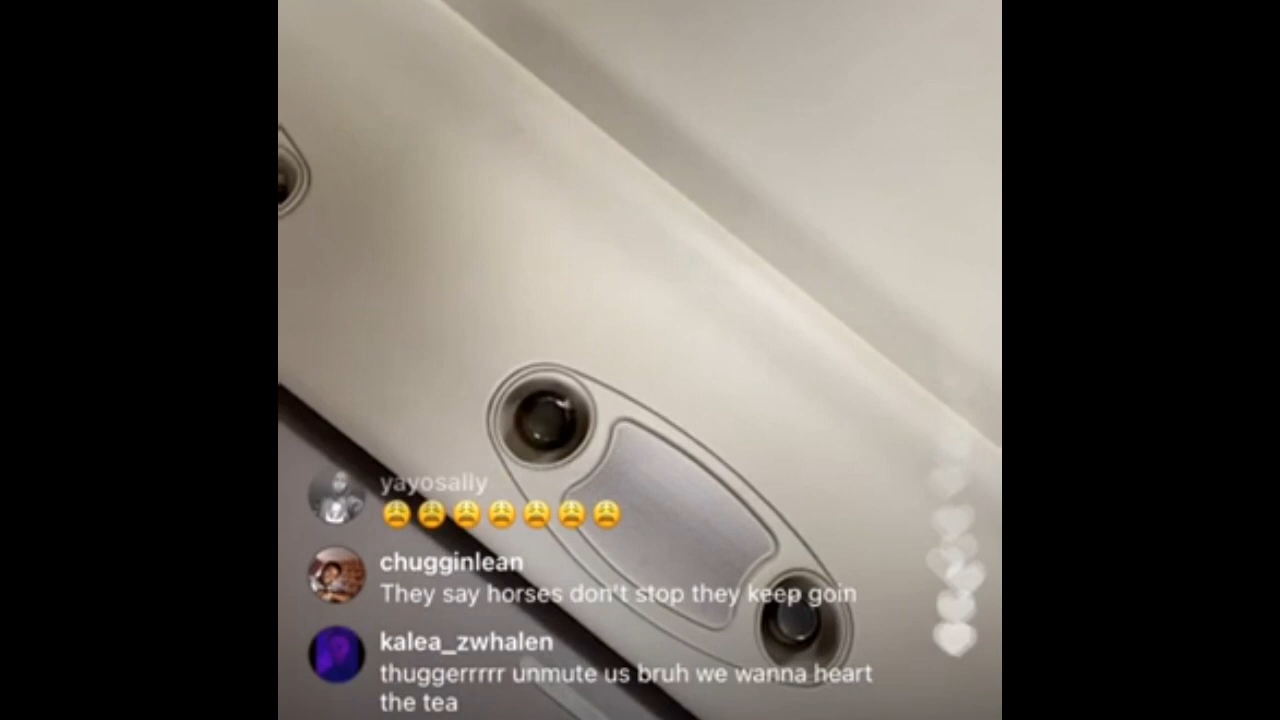 yayosally
😩😩😩😩😩😩😩
chugginlean
They say horses don't stop they keep goin
kalea_zwhalen
thuggerrrrr unmute us bruh we wanna heart
the tea